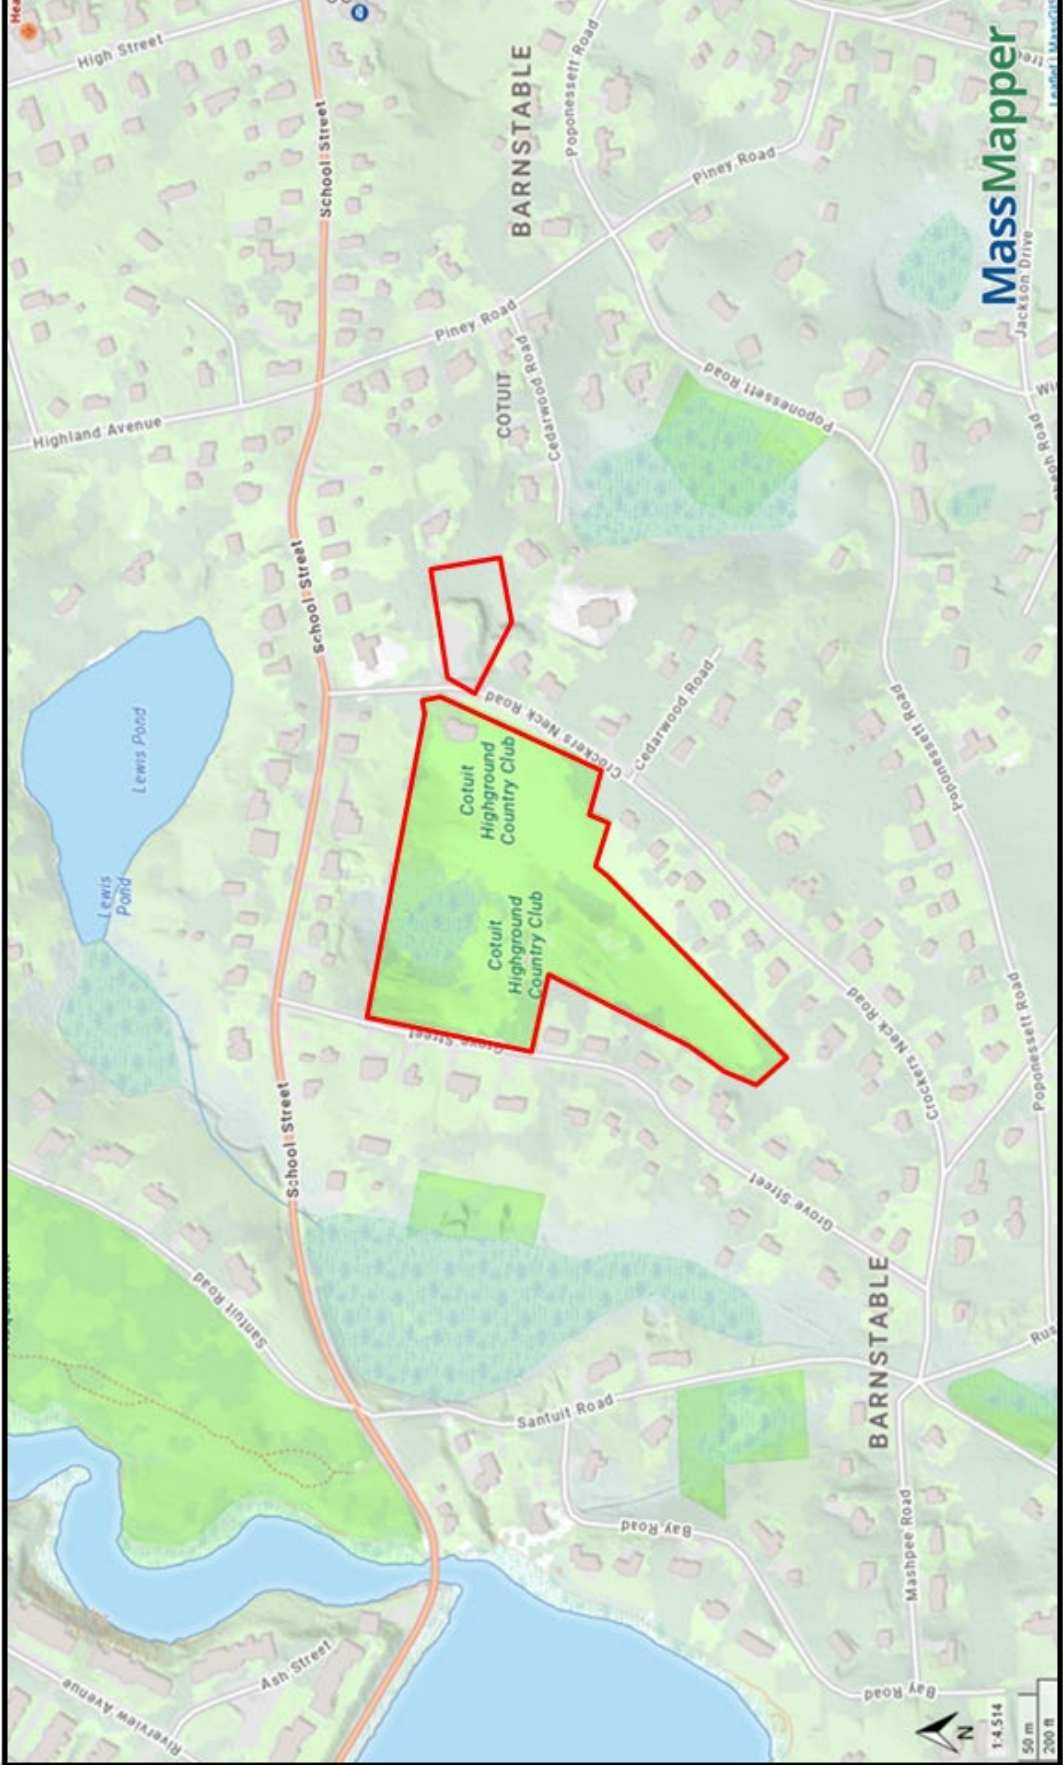 High Street
School Street
BARNSTABLE
Poponessett Road
Piney Road
MassMapper
Jackson Drive
Highland Avenue
Piney Road
COTUIT
Cedarwood Road
Poponessett Road
School Street
Lewis Pond
Lewis
Pond
Crockers Neck Road
Cedarwood Road
Cotuit
Highground
Country Club
Cotuit
Highground
Country Club
Poponessett Road
Grove Street
School Street
Crockers Neck Road
Poponessett Road
Grove Street
Santuit Road
BARNSTABLE
Santuit Road
Bay Road
Mashpee Road
Bay Road
Riverview Avenue
Ash Street
N
1:4,514
50 m
200 ft